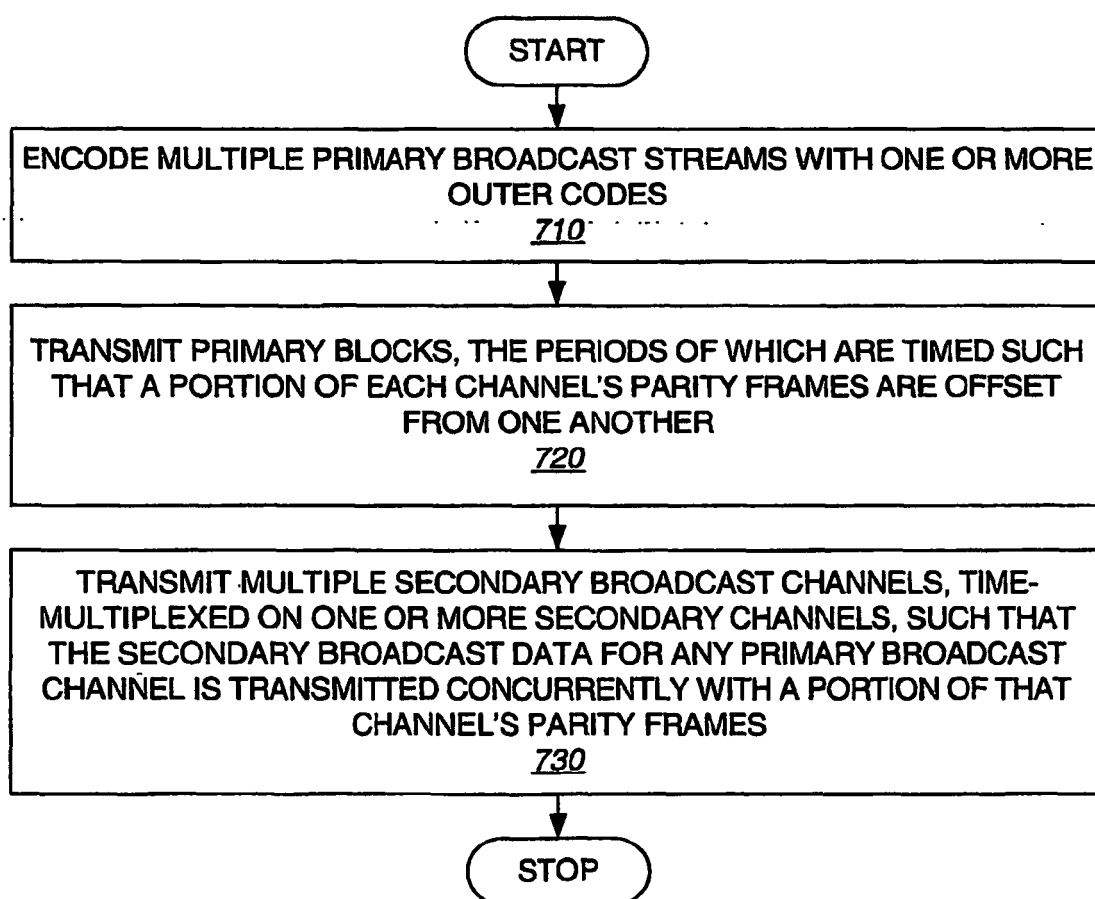 START
ENCODE MULTIPLE PRIMARY BROADCAST STREAMS WITH ONE OR MORE
OUTER CODES
710
TRANSMIT PRIMARY BLOCKS, THE PERIODS OF WHICH ARE TIMED SUCH
THAT A PORTION OF EACH CHANNEL'S PARITY FRAMES ARE OFFSET
FROM ONE ANOTHER
720
TRANSMIT MULTIPLE SECONDARY BROADCAST CHANNELS, TIME-
MULTIPLEXED ON ONE OR MORE SECONDARY CHANNELS, SUCH THAT
THE SECONDARY BROADCAST DATA FOR ANY PRIMARY BROADCAST
CHANNEL IS TRANSMITTED CONCURRENTLY WITH A PORTION OF THAT
CHANNEL'S PARITY FRAMES
730
STOP